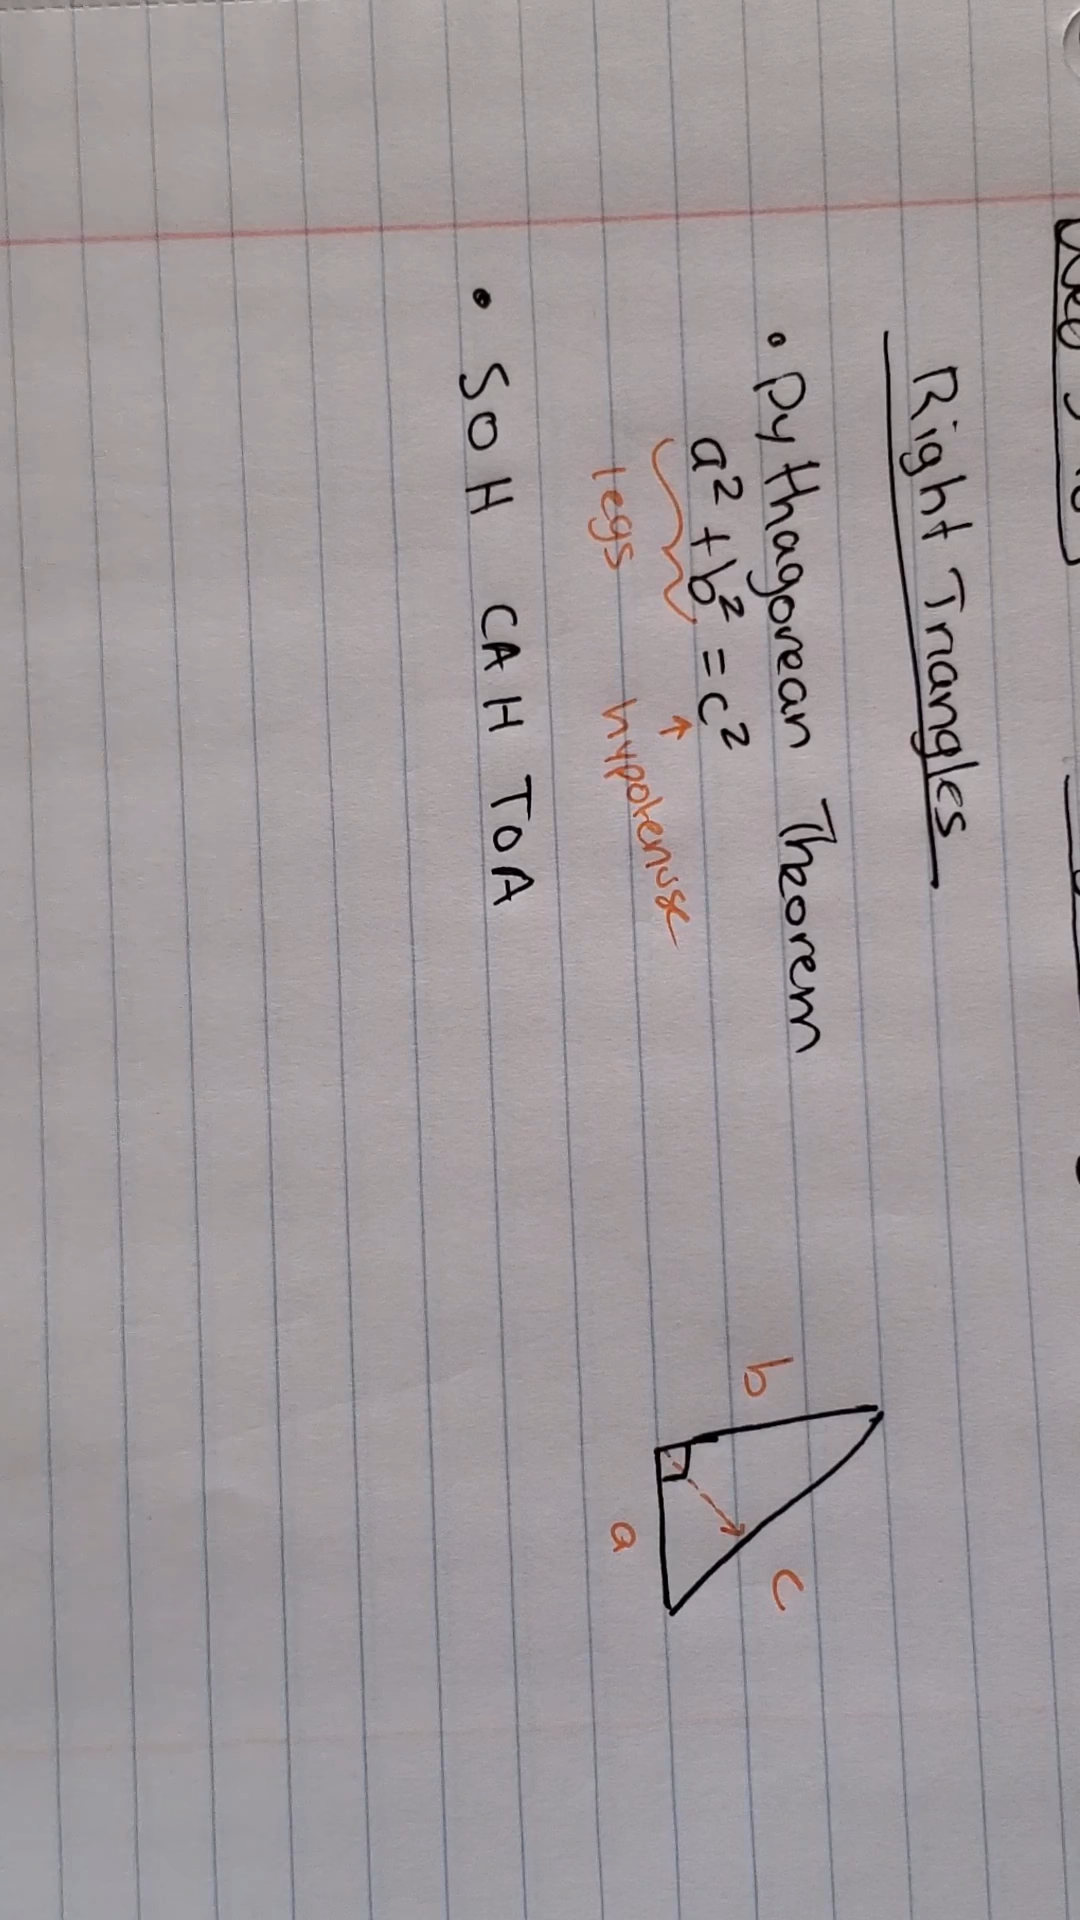 Right Triangles
• Pythagorean Theorem
a² + b² = c²
legs hypotenuse
b
c
a
• SOH CAH TOA